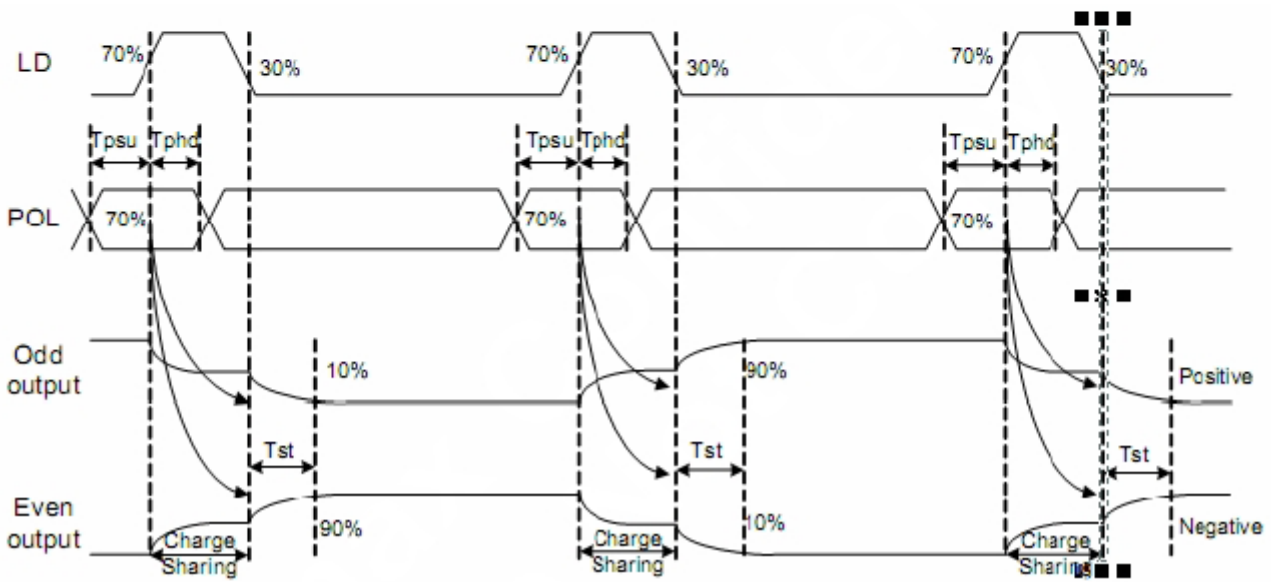 LD
70%
30%
70%
30%
70%
30%
Tpsu
Tphd
Tpsu
Tphd
Tpsu
Tphd
POL
70%
70%
70%
Odd
output
10%
90%
Positive
Tst
Tst
Tst
Even
output
90%
10%
Negative
Charge
Sharing
Charge
Sharing
Charge
Sharing